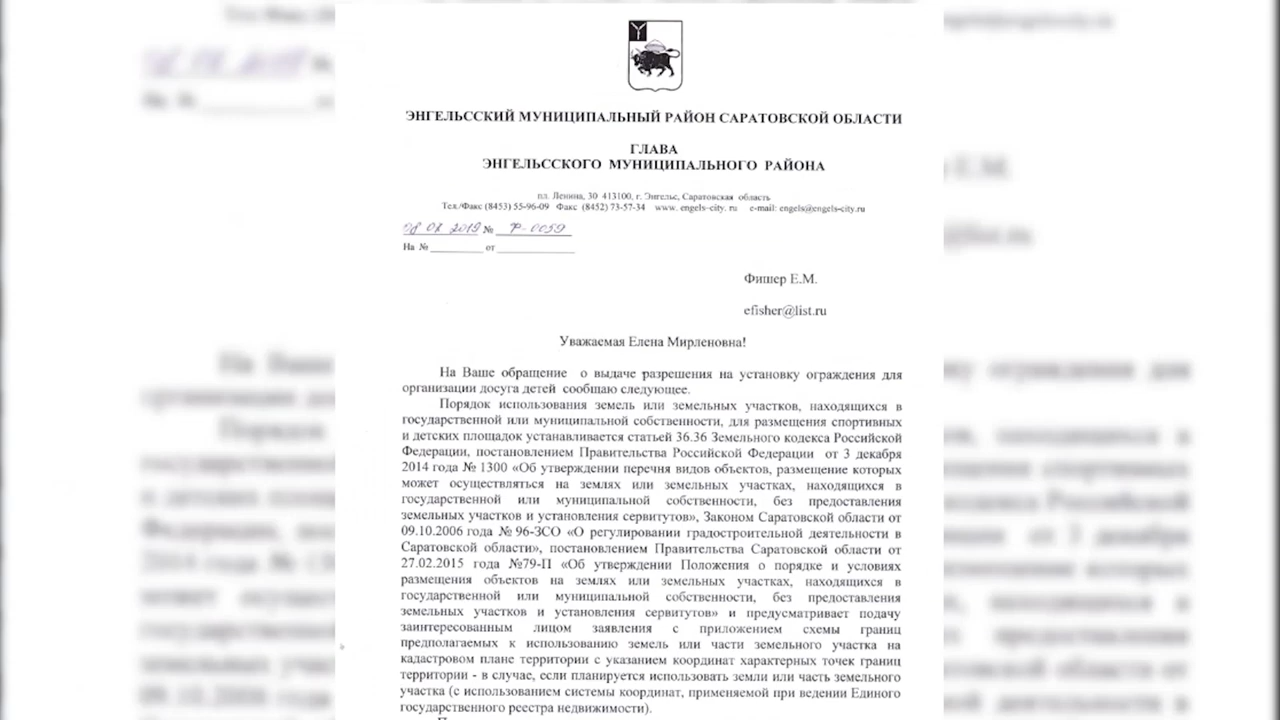 ЭНГЕЛЬССКИЙ МУНИЦИПАЛЬНЫЙ РАЙОН САРАТОВСКОЙ ОБЛАСТИ
ГЛАВА
ЭНГЕЛЬССКОГО МУНИЦИПАЛЬНОГО РАЙОНА
пл. Ленина, 30 413100, г. Энгельс, Саратовская область
Тел./Факс (8453) 55-96-09 Факс (8452) 73-57-34 www. engels-city. ru e-mail: engels@engels-city.ru
08 07 2019 № Ф-0059
На № ____________ от __________________
Фишер Е.М.
efisher@list.ru
Уважаемая Елена Мирленовна!
На Ваше обращение о выдаче разрешения на установку ограждения для
организации досуга детей сообщаю следующее.
Порядок использования земель или земельных участков, находящихся в
государственной или муниципальной собственности, для размещения спортивных
и детских площадок устанавливается статьей 36.36 Земельного кодекса Российской
Федерации, постановлением Правительства Российской Федерации от 3 декабря
2014 года № 1300 «Об утверждении перечня видов объектов, размещение которых
может осуществляться на землях или земельных участках, находящихся в
государственной или муниципальной собственности, без предоставления
земельных участков и установления сервитутов», Законом Саратовской области от
09.10.2006 года № 96-ЗСО «О регулировании градостроительной деятельности в
Саратовской области», постановлением Правительства Саратовской области от
27.02.2015 года №79-П «Об утверждении Положения о порядке и условиях
размещения объектов на землях или земельных участках, находящихся в
государственной или муниципальной собственности, без предоставления
земельных участков и установления сервитутов» и предусматривает подачу
заинтересованным лицом заявления с приложением схемы границ
предполагаемых к использованию земель или части земельного участка на
кадастровом плане территории с указанием координат характерных точек границ
территории - в случае, если планируется использовать земли или часть земельного
участка (с использованием системы координат, применяемой при ведении Единого
государственного реестра недвижимости).